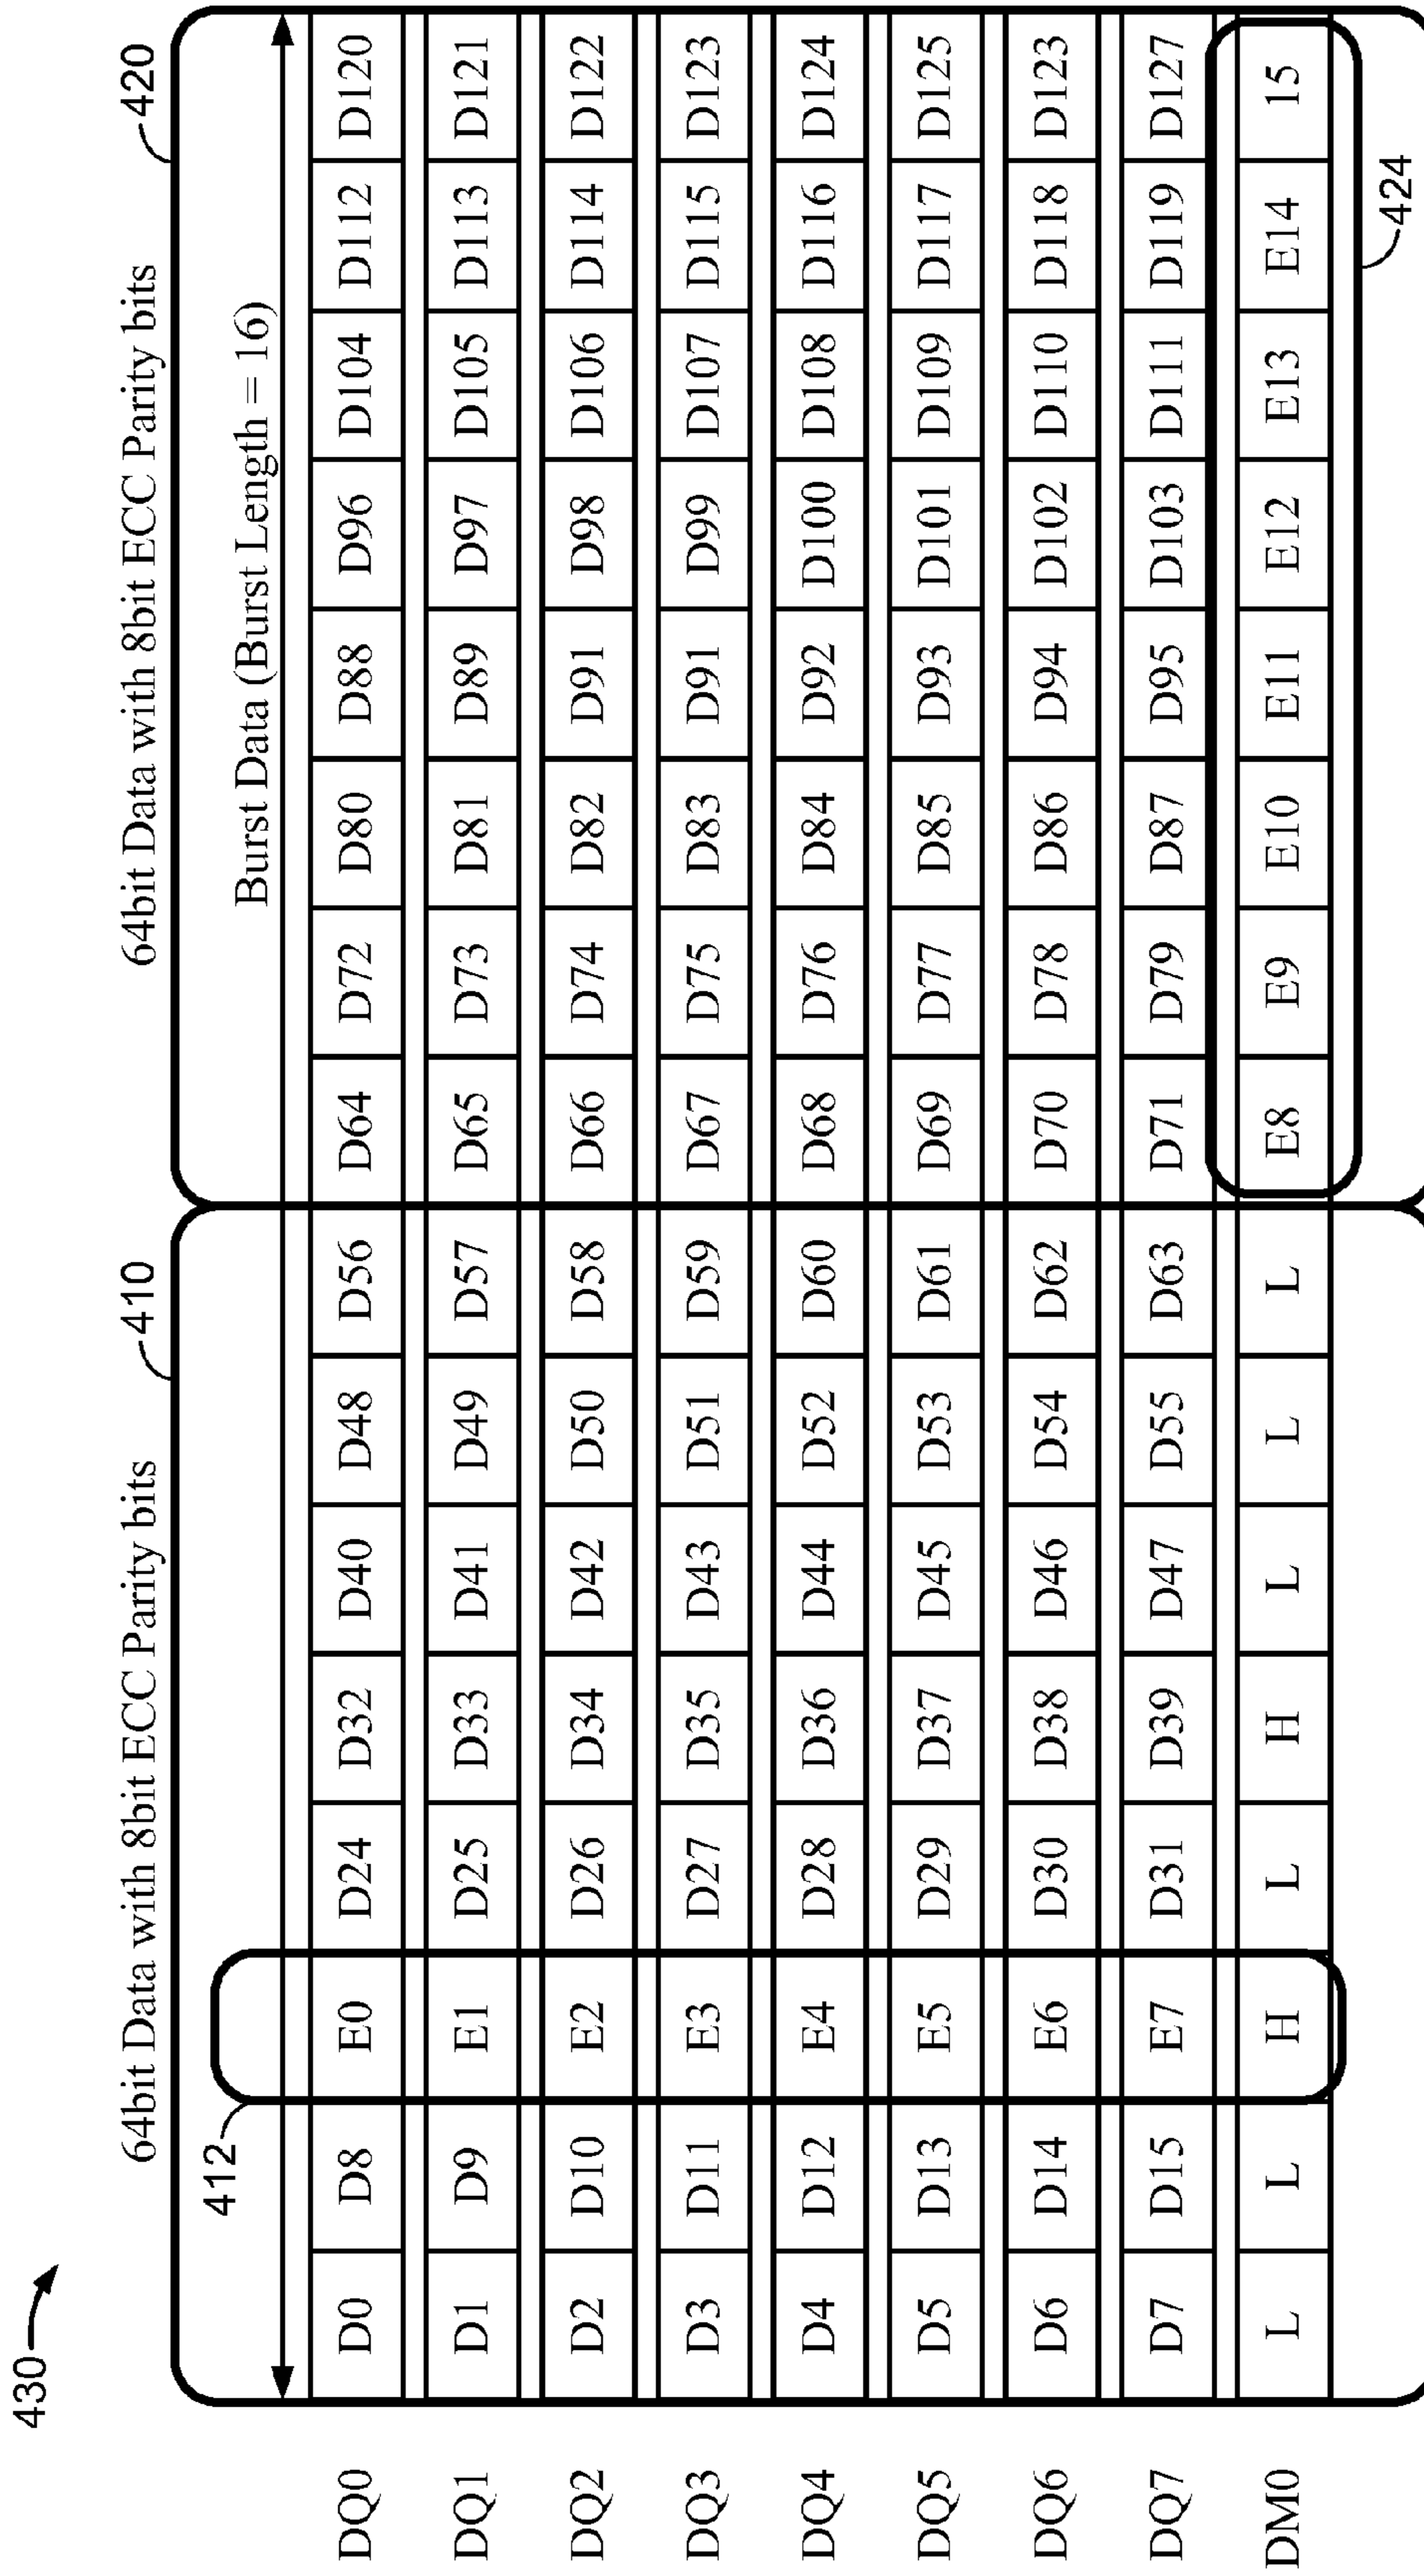 430
64bit Data with 8bit ECC Parity bits 410 64bit Data with 8bit ECC Parity bits 420
412 Burst Data (Burst Length = 16)
DQ0 D0 D8 E0 D24 D32 D40 D48 D56 D64 D72 D80 D88 D96 D104 D112 D120
DQ1 D1 D9 E1 D25 D33 D41 D49 D57 D65 D73 D81 D89 D97 D105 D113 D121
DQ2 D2 D10 E2 D26 D34 D42 D50 D58 D66 D74 D82 D91 D98 D106 D114 D122
DQ3 D3 D11 E3 D27 D35 D43 D51 D59 D67 D75 D83 D91 D99 D107 D115 D123
DQ4 D4 D12 E4 D28 D36 D44 D52 D60 D68 D76 D84 D92 D100 D108 D116 D124
DQ5 D5 D13 E5 D29 D37 D45 D53 D61 D69 D77 D85 D93 D101 D109 D117 D125
DQ6 D6 D14 E6 D30 D38 D46 D54 D62 D70 D78 D86 D94 D102 D110 D118 D123
DQ7 D7 D15 E7 D31 D39 D47 D55 D63 D71 D79 D87 D95 D103 D111 D119 D127
DM0 L L H L H L L L E8 E9 E10 E11 E12 E13 E14 15
424